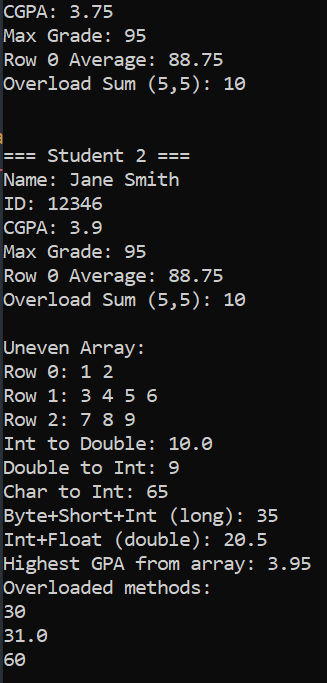 CGPA: 3.75
Max Grade: 95
Row 0 Average: 88.75
Overload Sum (5,5): 10
=== Student 2 ===
Name: Jane Smith
ID: 12346
CGPA: 3.9
Max Grade: 95
Row 0 Average: 88.75
Overload Sum (5,5): 10
Uneven Array:
Row 0: 1 2
Row 1: 3 4 5 6
Row 2: 7 8 9
Int to Double: 10.0
Double to Int: 9
Char to Int: 65
Byte+Short+Int (long): 35
Int+Float (double): 20.5
Highest GPA from array: 3.95
Overloaded methods:
30
31.0
60